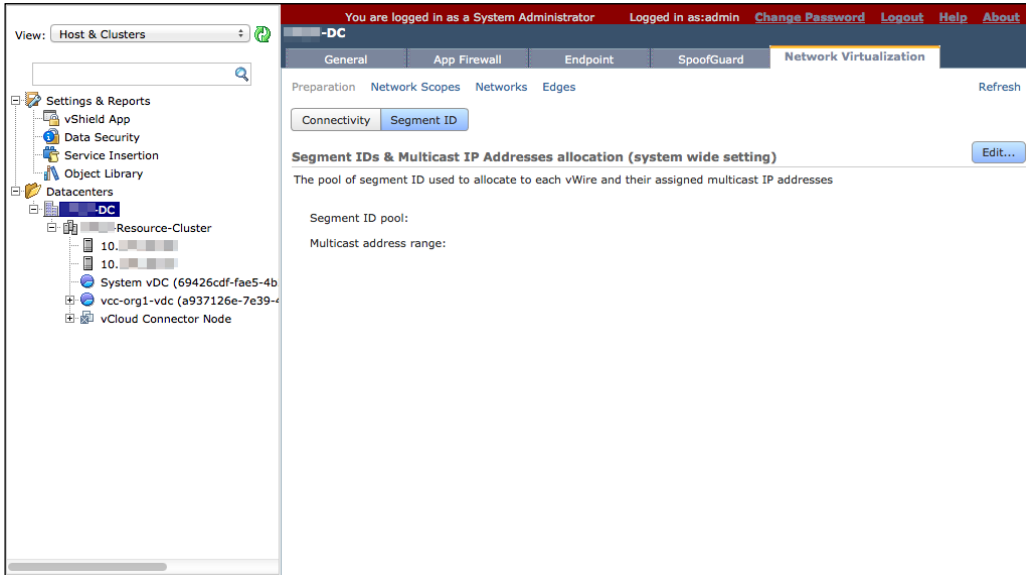 You are logged in as a System Administrator Logged in as:admin Change Password Logout Help About
View: Host & Clusters
-DC
General App Firewall Endpoint SpoofGuard Network Virtualization
Preparation Network Scopes Networks Edges Refresh
Connectivity Segment ID
Segment IDs & Multicast IP Addresses allocation (system wide setting) Edit...
The pool of segment ID used to allocate to each vWire and their assigned multicast IP addresses
Segment ID pool:
Multicast address range:
Settings & Reports
vShield App
Data Security
Service Insertion
Object Library
Datacenters
-DC
-Resource-Cluster
10.
10.
System vDC (69426cdf-fae5-4b
vcc-org1-vdc (a937126e-7e39-4
vCloud Connector Node